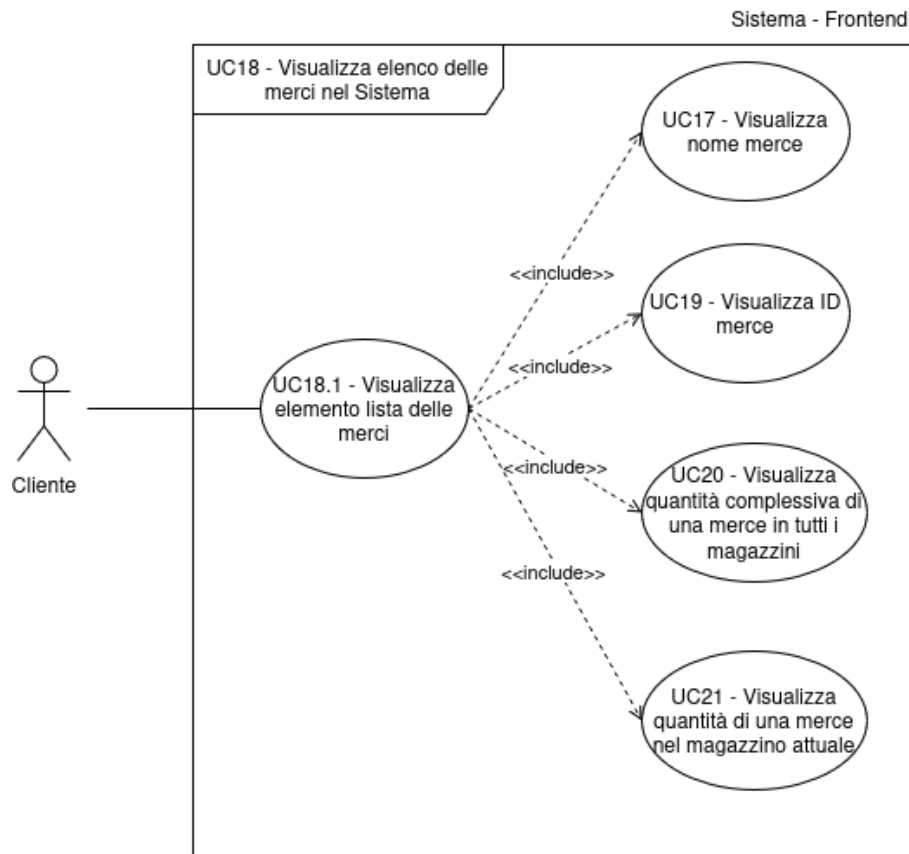 Sistema - Frontend
UC18 - Visualizza elenco delle
merci nel Sistema
UC17 - Visualizza
nome merce
<<include>>
UC19 - Visualizza ID
merce
<<include>>
UC18.1 - Visualizza
elemento lista delle
merci
Cliente
<<include>>
UC20 - Visualizza
quantità complessiva di
una merce in tutti i
magazzini
<<include>>
UC21 - Visualizza
quantità di una merce
nel magazzino attuale